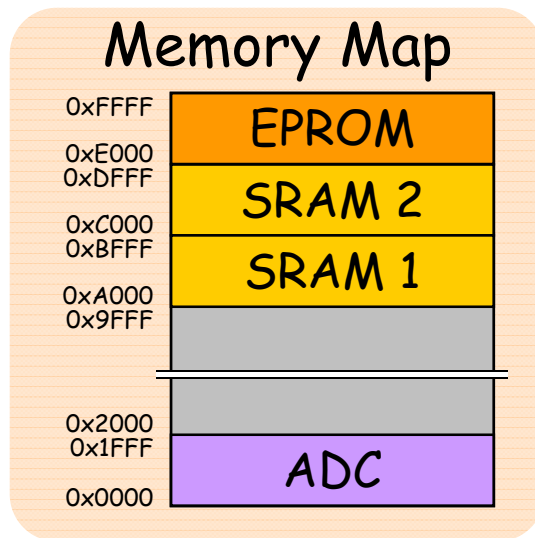 Memory Map
0xFFFF
EPROM
0xE000
0xDFFF
SRAM 2
0xC000
0xBFFF
SRAM 1
0xA000
0x9FFF
0x2000
0x1FFF
ADC
0x0000